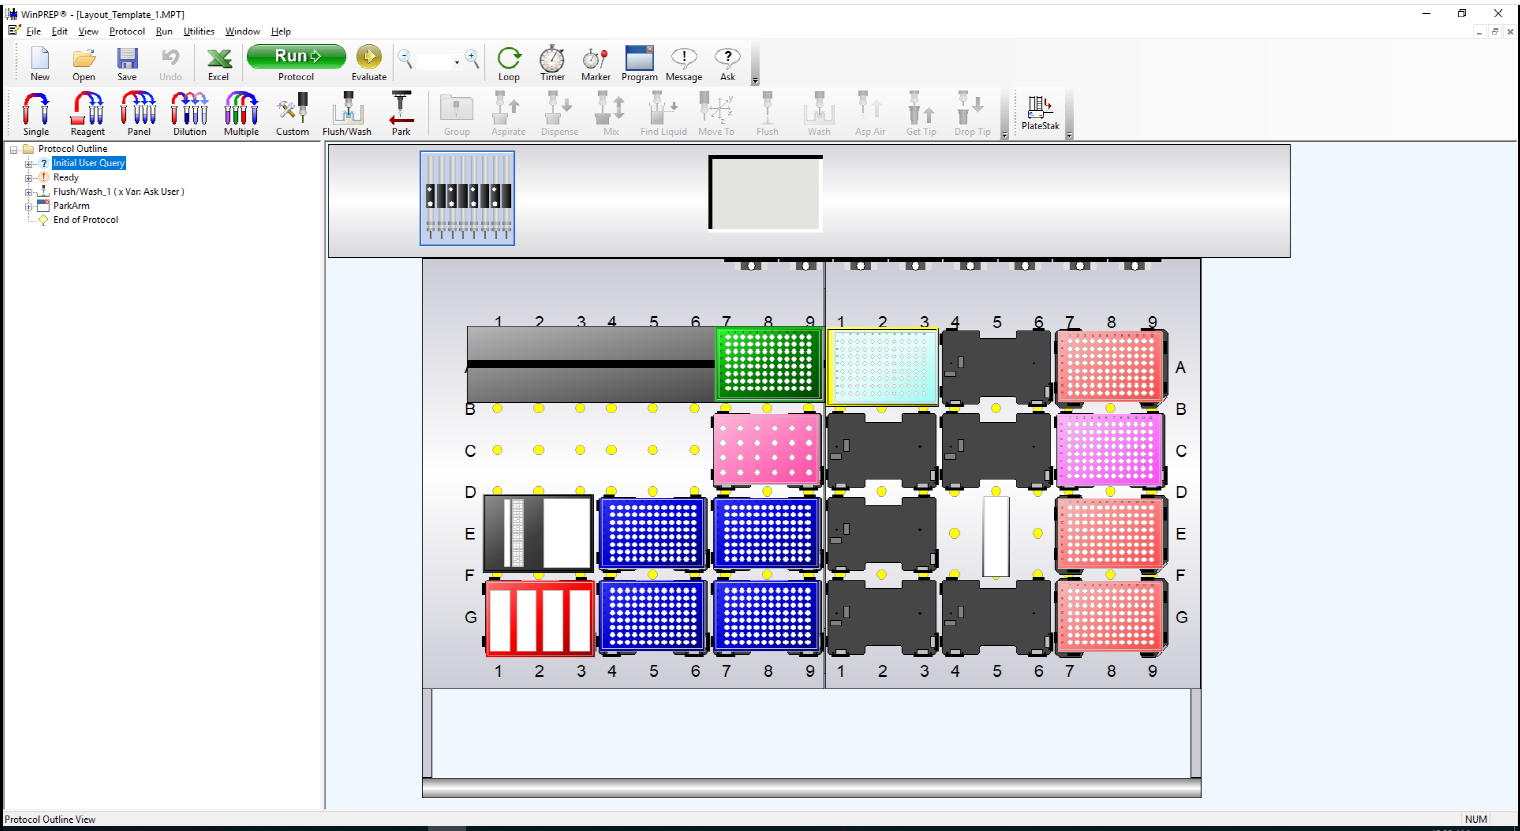 WinPREP® - [Layout_Template_1.MPT]
File Edit View Protocol Run Utilities Window Help
New Open Save Undo Excel Run Protocol Evaluate Loop Timer Marker Program Message Ask
Single Reagent Panel Dilution Multiple Custom Flush/Wash Park Group Aspirate Dispense Mix Find Liquid Move To Flush Wash Asp Air Get Tip Drop Tip PlateStak
Protocol Outline
Initial User Query
Ready
Flush/Wash_1 ( x Var: Ask User )
ParkArm
End of Protocol
1 2 3 4 5 6 7 8 9 1 2 3 4 5 6 7 8 9
A
B B
C C
D D
E E
F F
G G
1 2 3 4 5 6 7 8 9 1 2 3 4 5 6 7 8 9
Protocol Outline View NUM